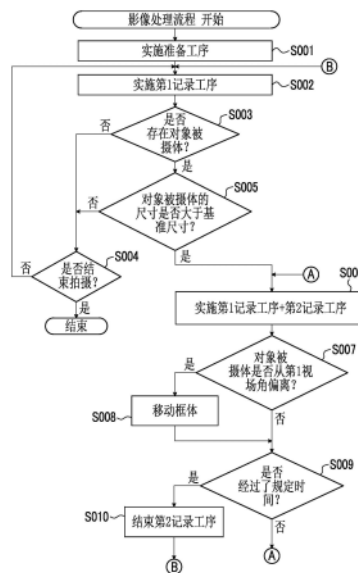 影像处理流程 开始
实施准备工序
S001
B
实施第1记录工序
S002
是否
存在对象被
摄体?
S003
否
是
对象被摄体的
尺寸是否大于基
准尺寸?
S005
否
是
是否结
束拍摄?
S004
否
是
结束
A
S00
实施第1记录工序+第2记录工序
对象被
摄体是否从第1视
场角偏离?
S007
是
否
移动框体
S008
是否
经过了规定时
间?
S009
是
否
结束第2记录工序
S010
B
A